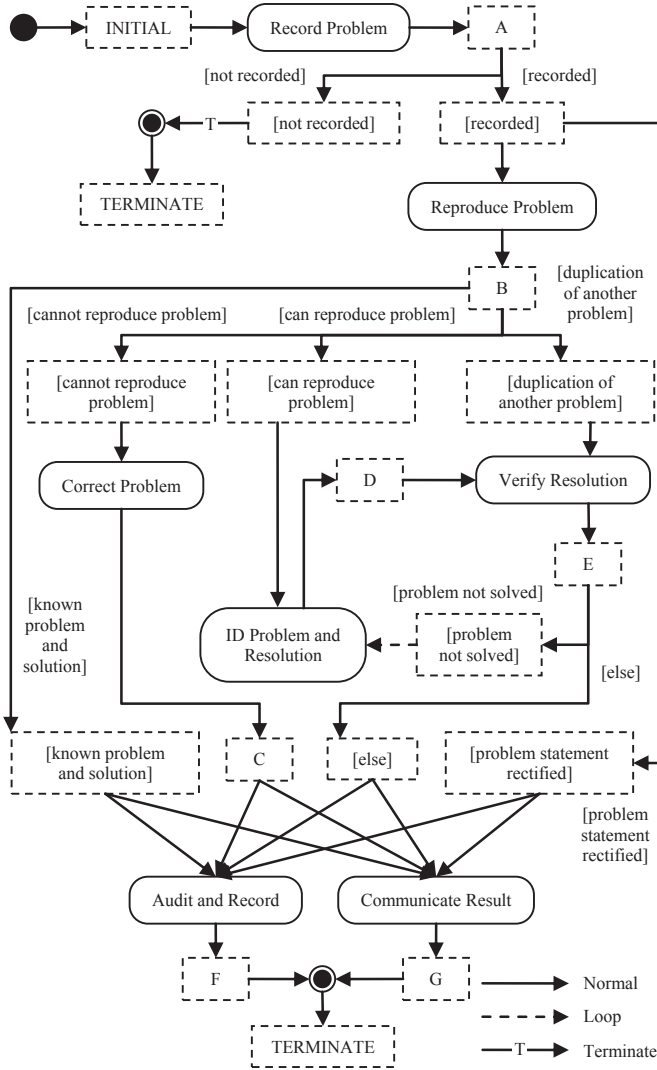 INITIAL
Record Problem
A
[not recorded]
[recorded]
T
[not recorded]
[recorded]
TERMINATE
Reproduce Problem
B
[duplication
of another
problem]
[cannot reproduce problem]
[can reproduce problem]
[cannot reproduce
problem]
[can reproduce
problem]
[duplication of
another problem]
Correct Problem
D
Verify Resolution
E
[known
problem
and
solution]
[problem not solved]
ID Problem and
Resolution
[problem
not solved]
[else]
[known problem
and solution]
C
[else]
[problem statement
rectified]
[problem
statement
rectified]
Audit and Record
Communicate Result
F
G
TERMINATE
Normal
Loop
T
Terminate